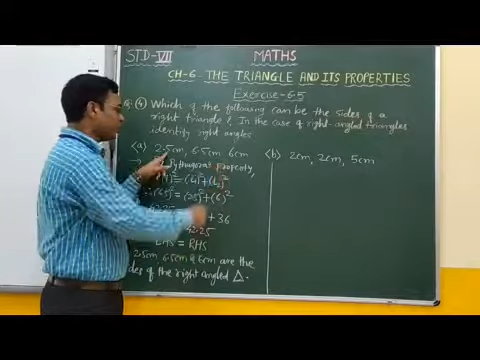 STD-VII MATHS
CH-6. THE TRIANGLE AND ITS PROPERTIES
Exercise-6.5
Q.(4) Which of the following can be the sides of a
right triangle? In the case of right-angled triangles
identify right angles
(a) 2.5cm, 6.5cm 6cm
(b) 2cm, 2cm, 5cm
Pythagoras property,
+ 36
42.25
= RHS
2.5cm, 6.5cm & 6cm are the
sides of the right angled Δ.